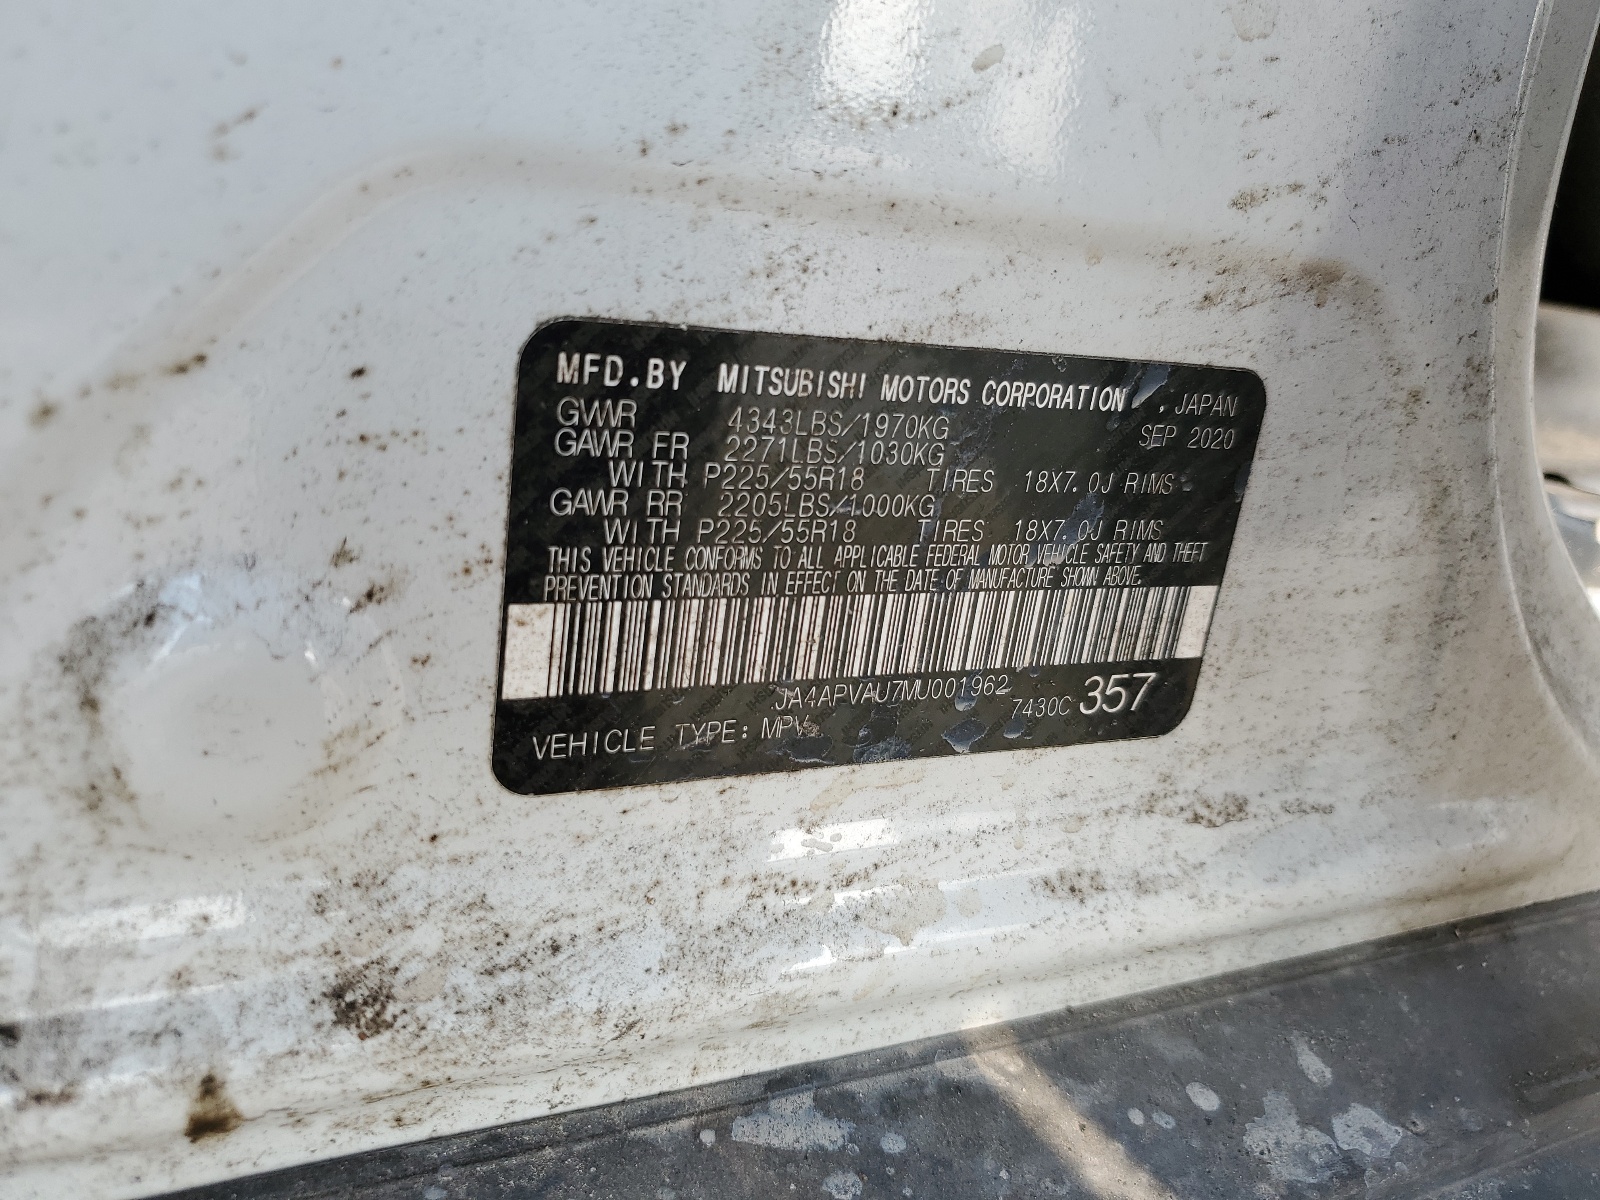 MFD.BY MITSUBISHI MOTORS CORPORATION , JAPAN
GVWR 4343LBS/1970KG SEP 2020
GAWR FR 2271LBS/1030KG
WITH P225/55R18 TIRES 18X7.0J RIMS
GAWR RR 2205LBS/1000KG
WITH P225/55R18 TIRES 18X7.0J RIMS
THIS VEHICLE CONFORMS TO ALL APPLICABLE FEDERAL MOTOR VEHICLE SAFETY AND THEFT
PREVENTION STANDARDS IN EFFECT ON THE DATE OF MANUFACTURE SHOWN ABOVE.
JA4APVAU7MU001962
7430C 357
VEHICLE TYPE: MPV